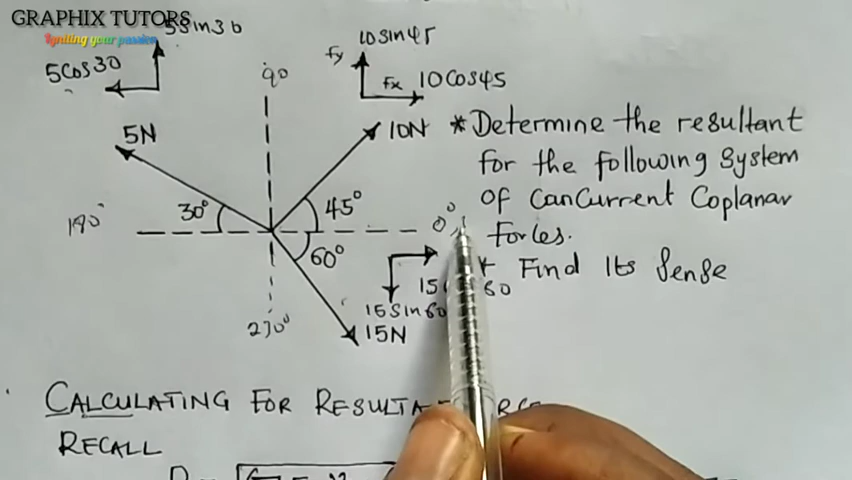 GRAPHIX TUTORS
Igniting your passion
5Sin30
5Cos30
10Sin45
fy
fx 10Cos45
90
5N
10N
*Determine the resultant
for the following System
Of ConCurrent Coplanar
forces.
* Find Its Sense
30°
45°
180°
0°
60°
15Sin60
15N
270°
CALCULATING FOR
RECALL